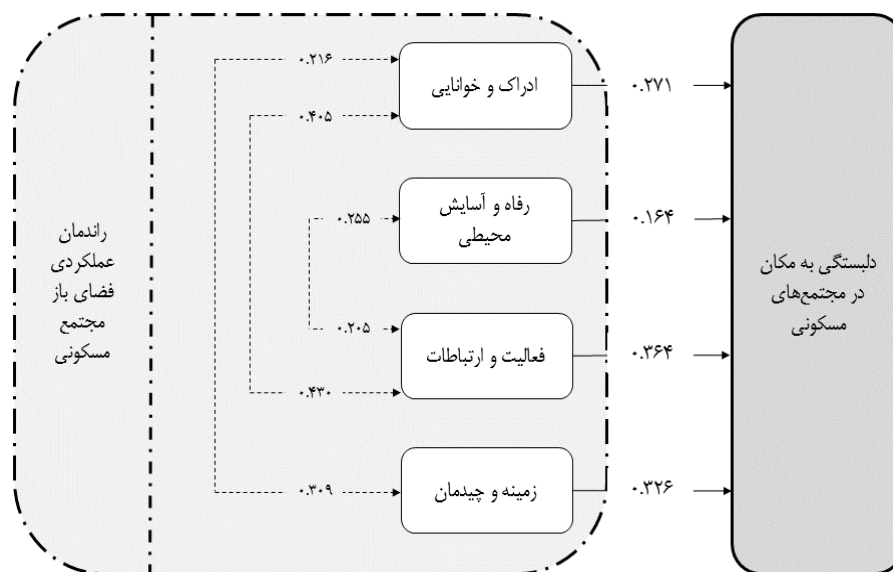 ۰.۲۱۶
ادراک و خوانایی
۰.۲۷۱
۰.۴۰۵
رفاه و آسایش
محیطی
۰.۲۵۵
۰.۱۶۴
راندمان
عملکردی
فضای باز
مجتمع
مسکونی
دلبستگی به مکان
در مجتمع‌های
مسکونی
۰.۲۰۵
فعالیت و ارتباطات
۰.۳۶۴
۰.۴۳۰
زمینه و چیدمان
۰.۳۰۹
۰.۳۲۶